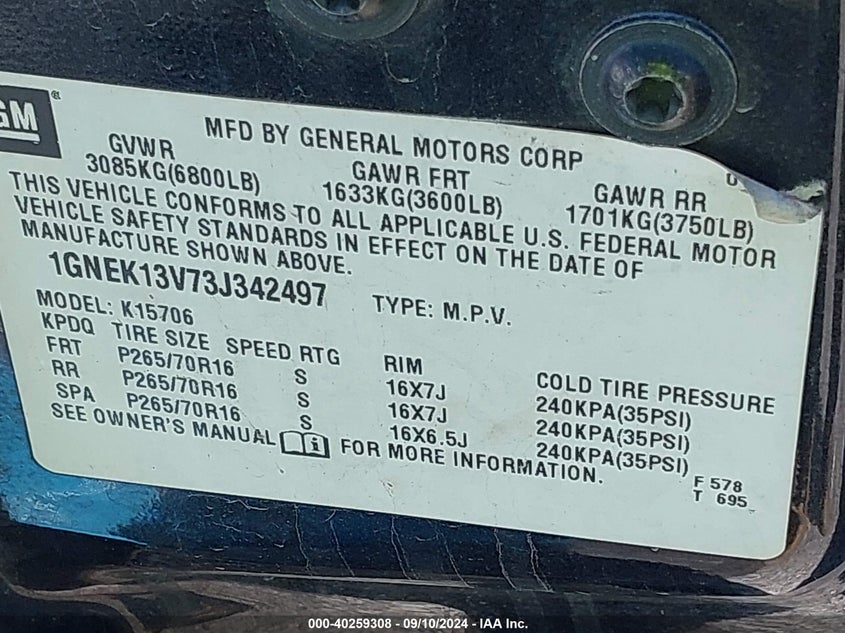 GM®
MFD BY GENERAL MOTORS CORP
GVWR GAWR FRT GAWR RR
3085KG(6800LB) 1633KG(3600LB) 1701KG(3750LB)
THIS VEHICLE CONFORMS TO ALL APPLICABLE U.S. FEDERAL MOTOR
VEHICLE SAFETY STANDARDS IN EFFECT ON THE DATE OF
MANUFACTURE SHOWN ABOVE.
1GNEK13V73J342497 TYPE: M.P.V.
MODEL: K15706
KPDQ TIRE SIZE SPEED RTG RIM COLD TIRE PRESSURE
FRT P265/70R16 S 16X7J 240KPA(35PSI)
RR P265/70R16 S 16X7J 240KPA(35PSI)
SPA P265/70R16 S 16X6.5J 240KPA(35PSI)
SEE OWNER'S MANUAL FOR MORE INFORMATION.
F 578
T 695
000-40259308 - 09/10/2024 - IAA Inc.